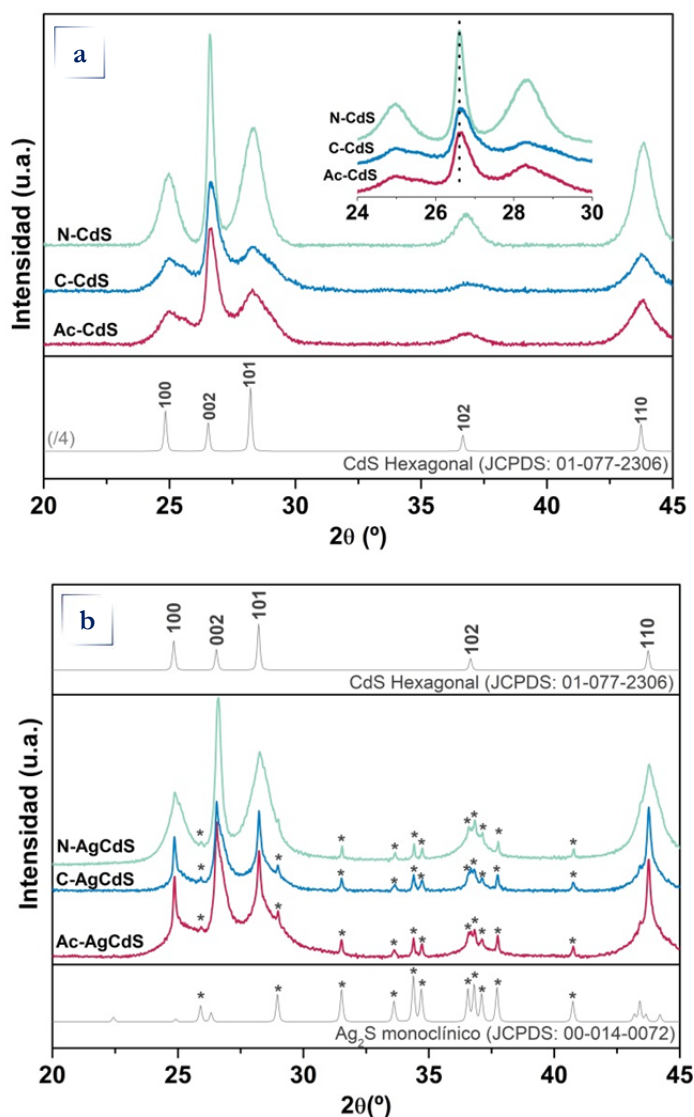 a
Intensidad (u.a.)
N-CdS
C-CdS
Ac-CdS
N-CdS
C-CdS
Ac-CdS
24 26 28 30
100
002
101
102
110
(/4)
CdS Hexagonal (JCPDS: 01-077-2306)
20 25 30 35 40 45
2θ (º)
b
Intensidad (u.a.)
100
002
101
102
110
CdS Hexagonal (JCPDS: 01-077-2306)
N-AgCdS
* * * * * * * * * *
C-AgCdS
* * * * * * * * * * *
Ac-AgCdS
* * * * * * * * * *
* * * * * * * * * * *
Ag₂S monoclínico (JCPDS: 00-014-0072)
20 25 30 35 40 45
2θ(º)